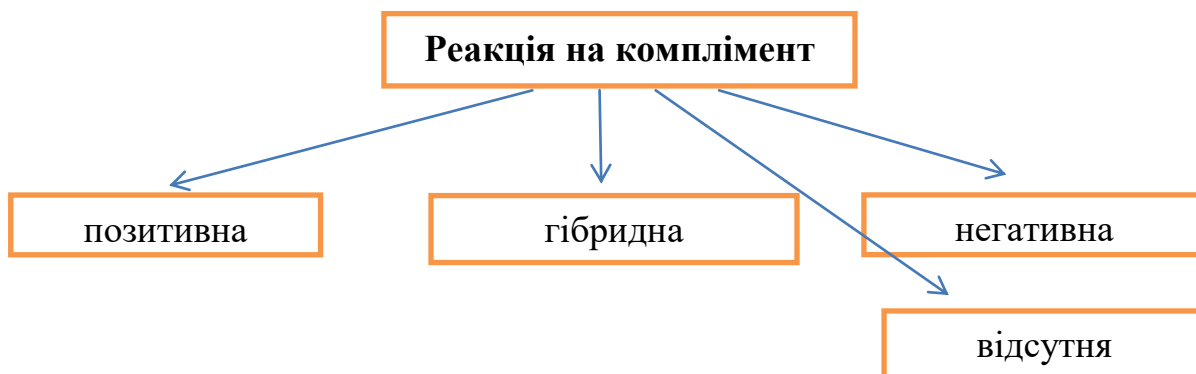 Реакція на комплімент
позитивна
гібридна
негативна
відсутня